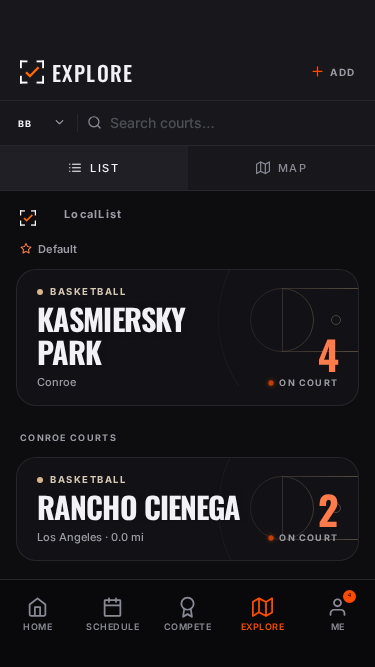 EXPLORE
ADD
BB
Search courts...
LIST
MAP
LocalList
Default
BASKETBALL
KASMIERSKY
PARK
4
Conroe
ON COURT
CONROE COURTS
BASKETBALL
RANCHO CIENEGA
2
Los Angeles · 0.0 mi
ON COURT
HOME
SCHEDULE
COMPETE
EXPLORE
ME